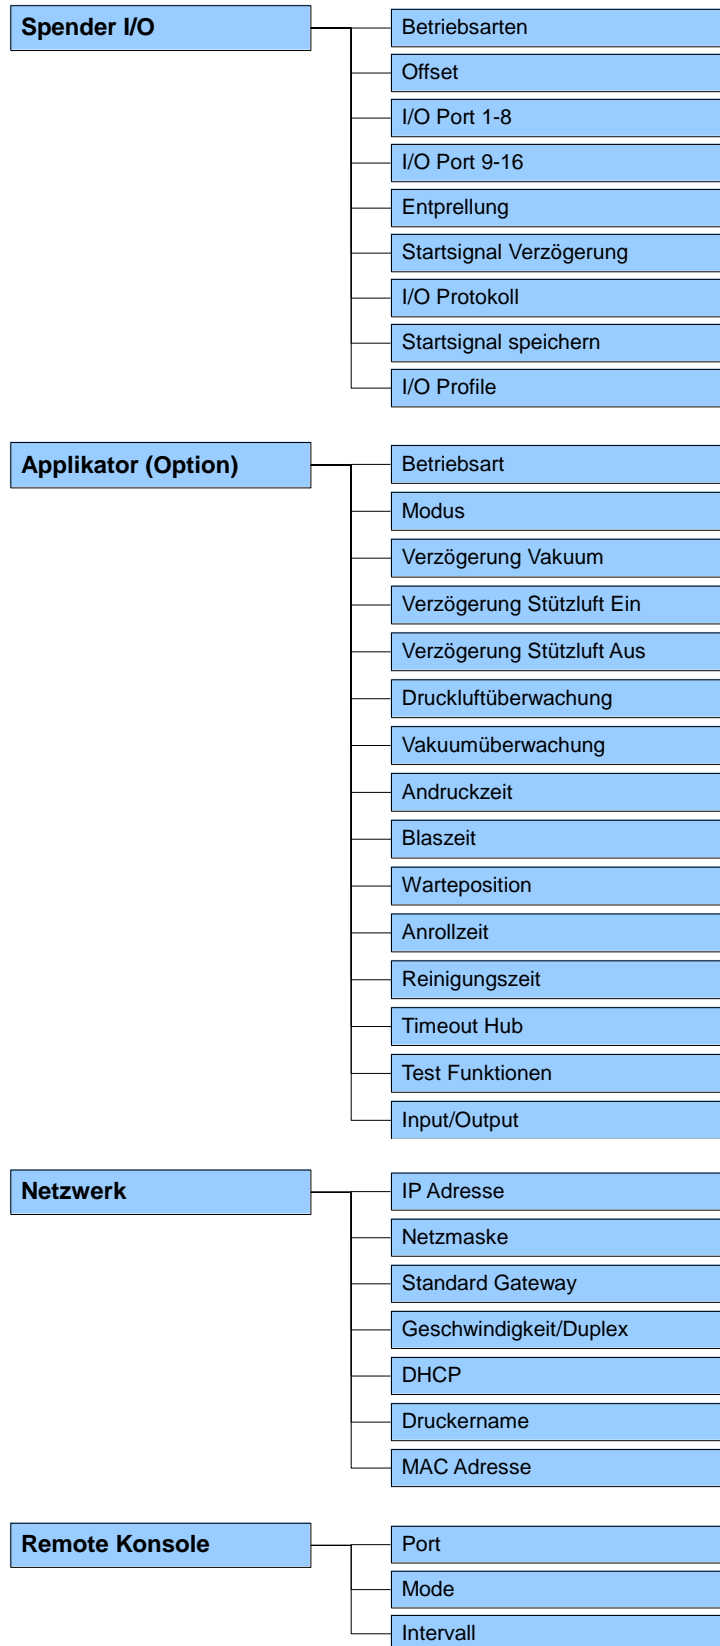 Spender I/O
Betriebsarten
Offset
I/O Port 1-8
I/O Port 9-16
Entprellung
Startsignal Verzögerung
I/O Protokoll
Startsignal speichern
I/O Profile
Applikator (Option)
Betriebsart
Modus
Verzögerung Vakuum
Verzögerung Stützluft Ein
Verzögerung Stützluft Aus
Druckluftüberwachung
Vakuumüberwachung
Andruckzeit
Blaszeit
Warteposition
Anrollzeit
Reinigungszeit
Timeout Hub
Test Funktionen
Input/Output
Netzwerk
IP Adresse
Netzmaske
Standard Gateway
Geschwindigkeit/Duplex
DHCP
Druckername
MAC Adresse
Remote Konsole
Port
Mode
Intervall